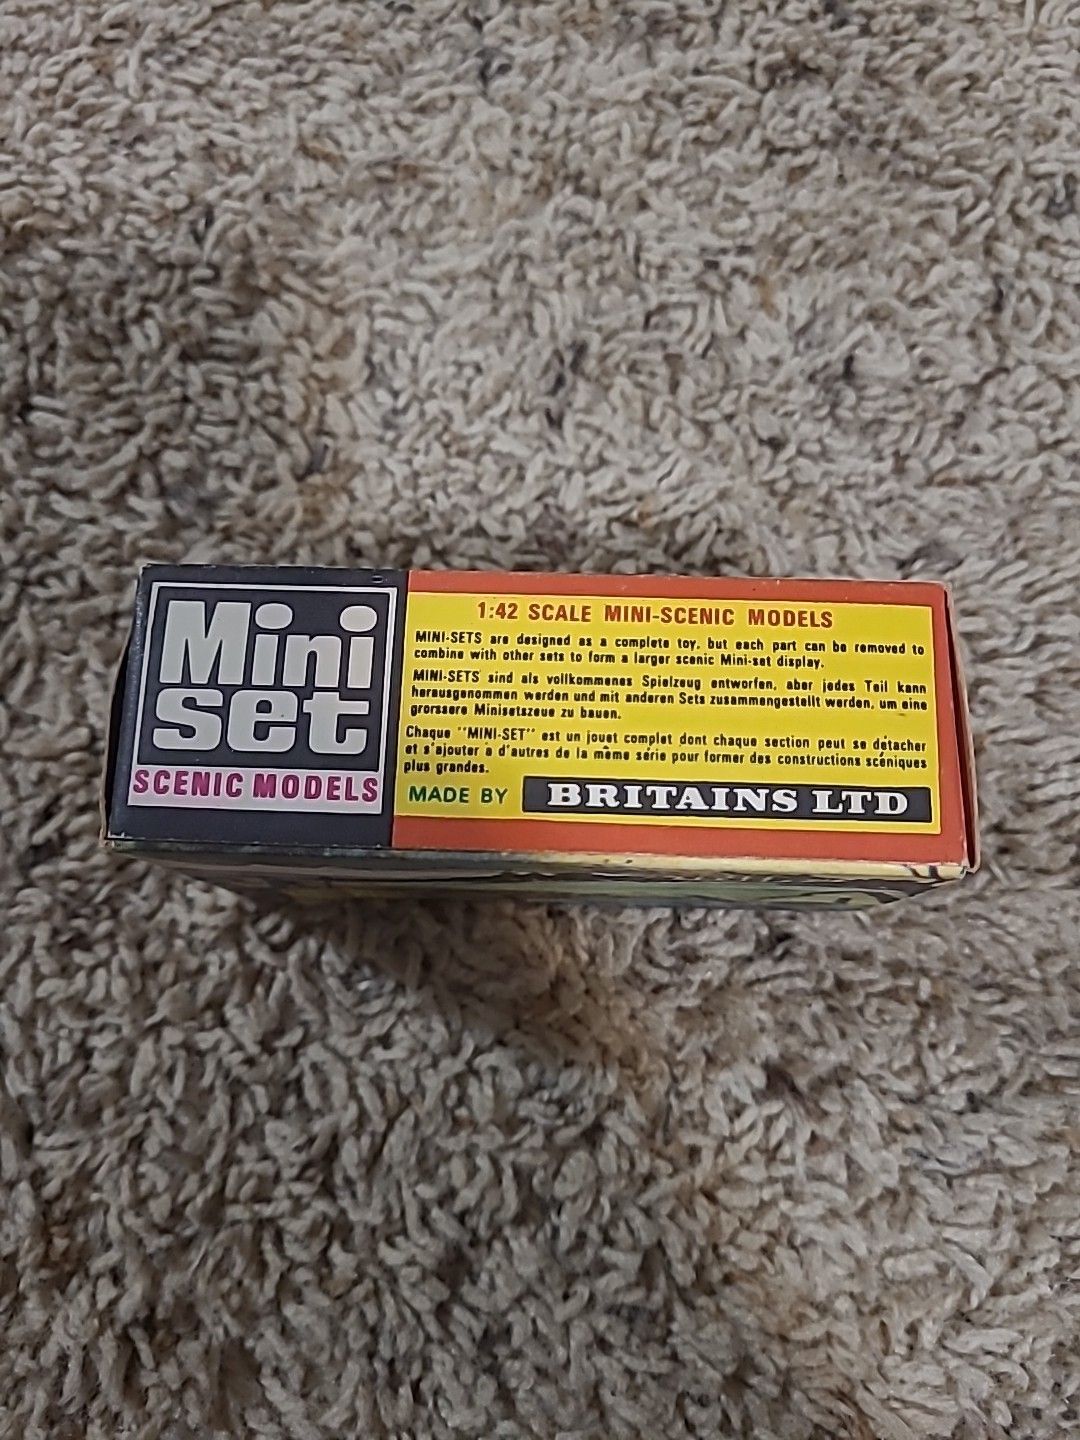 Mini
set
SCENIC MODELS
1:42 SCALE MINI-SCENIC MODELS
MINI-SETS are designed as a complete toy, but each part can be removed to
combine with other sets to form a larger scenic Mini-set display.
MINI-SETS sind als vollkommenes Spielzeug entworfen, aber jades Teil kann
herausgenommen werden und mit anderen Sets zusammengestellt werden, um eine
grorssere Minisetszeue zu bauen.
Chaque "MINI-SET" est un jouet complet dont chaque section peut se détacher
et s'ajouter à d'autres de la même série pour former des constructions scéniques
plus grandes.
MADE BY BRITAINS LTD